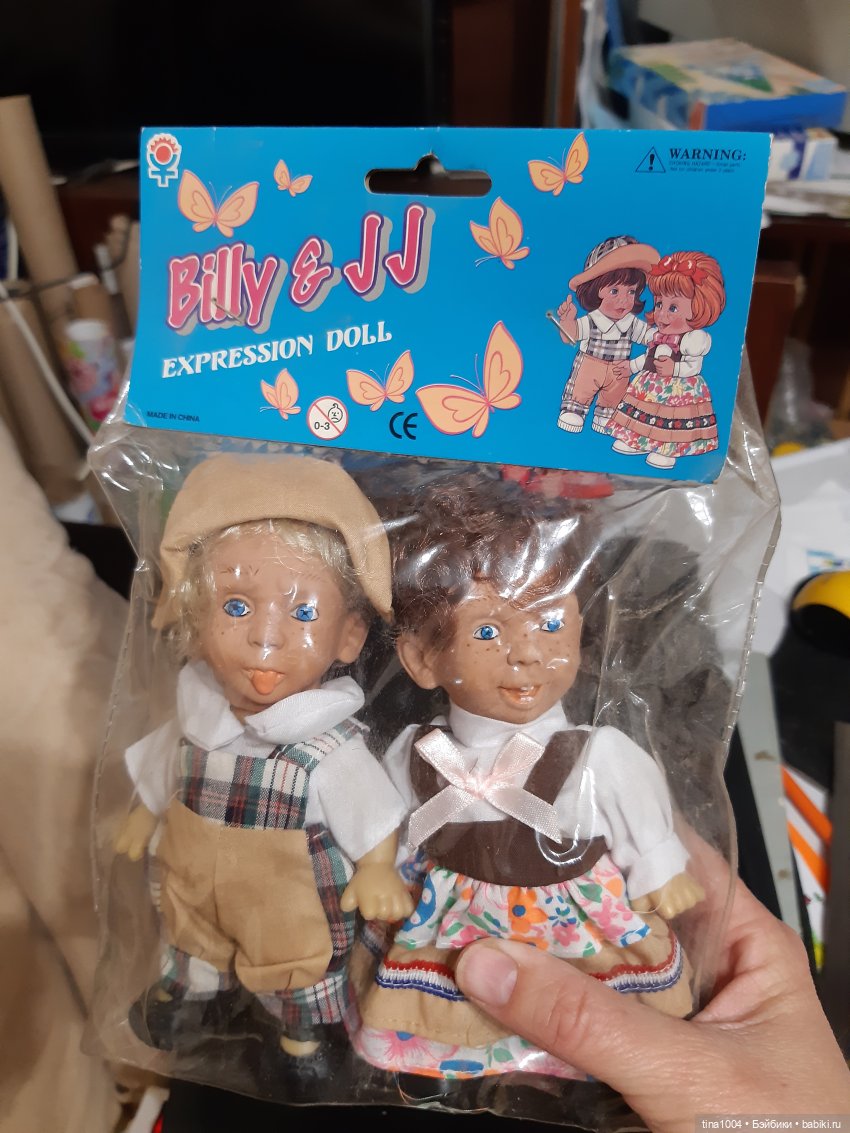 WARNING:
Billy & JJ
EXPRESSION DOLL
MADE IN CHINA
0-3
CE
tina1004 • Бэйбики • babiki.ru